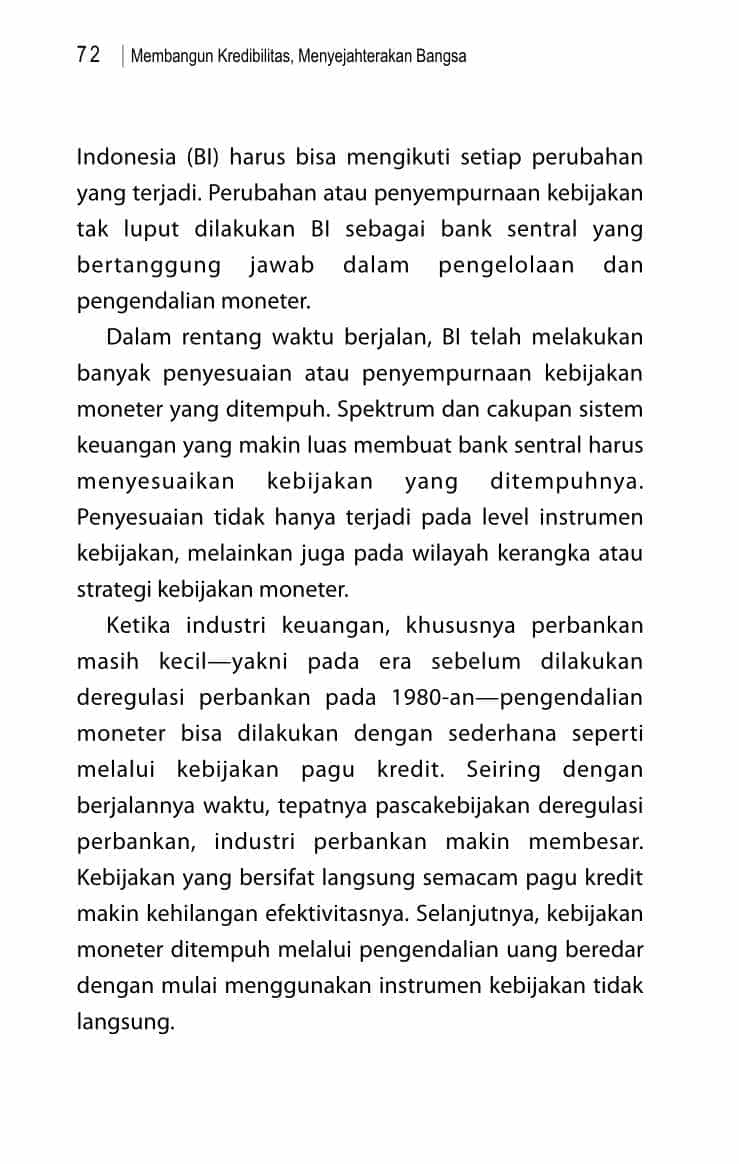 72 Membangun Kredibilitas, Menyejahterakan Bangsa
Indonesia (BI) harus bisa mengikuti setiap perubahan
yang terjadi. Perubahan atau penyempurnaan kebijakan
tak luput dilakukan BI sebagai bank sentral yang
bertanggung jawab dalam pengelolaan dan
pengendalian moneter.
Dalam rentang waktu berjalan, BI telah melakukan
banyak penyesuaian atau penyempurnaan kebijakan
moneter yang ditempuh. Spektrum dan cakupan sistem
keuangan yang makin luas membuat bank sentral harus
menyesuaikan kebijakan yang ditempuhnya.
Penyesuaian tidak hanya terjadi pada level instrumen
kebijakan, melainkan juga pada wilayah kerangka atau
strategi kebijakan moneter.
Ketika industri keuangan, khususnya perbankan
masih kecil—yakni pada era sebelum dilakukan
deregulasi perbankan pada 1980-an—pengendalian
moneter bisa dilakukan dengan sederhana seperti
melalui kebijakan pagu kredit. Seiring dengan
berjalannya waktu, tepatnya pascakebijakan deregulasi
perbankan, industri perbankan makin membesar.
Kebijakan yang bersifat langsung semacam pagu kredit
makin kehilangan efektivitasnya. Selanjutnya, kebijakan
moneter ditempuh melalui pengendalian uang beredar
dengan mulai menggunakan instrumen kebijakan tidak
langsung.